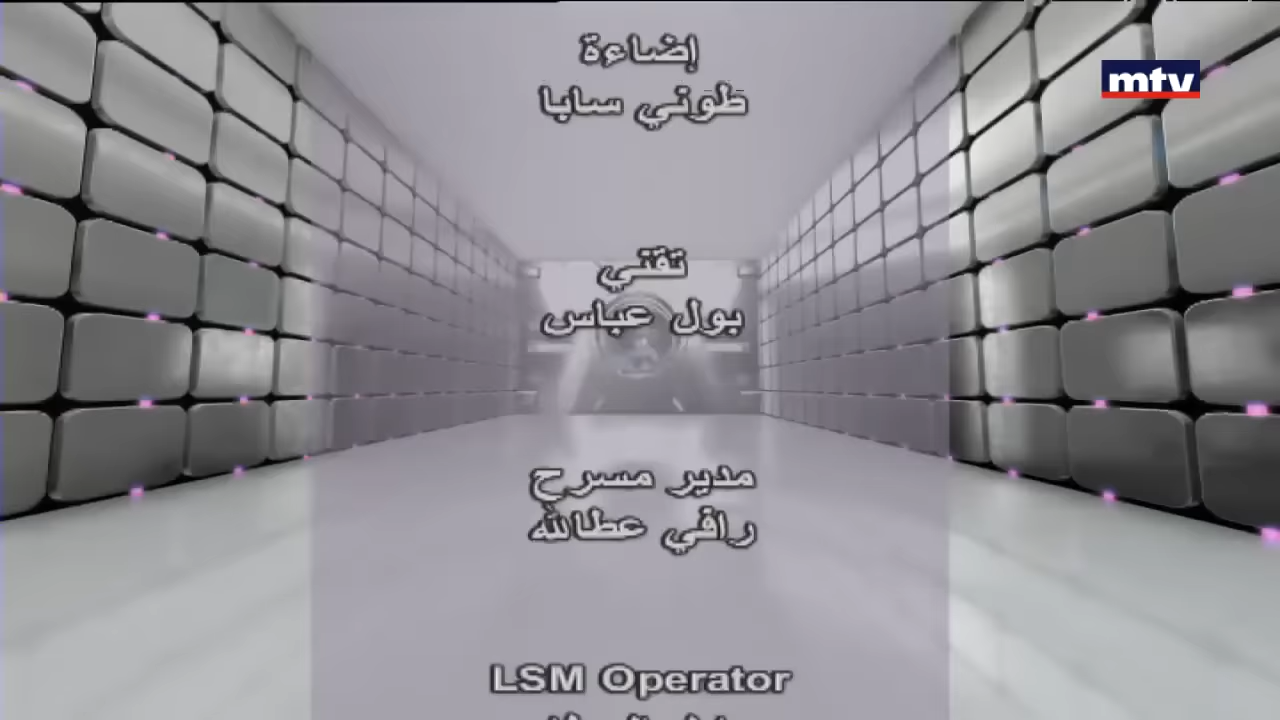 mtv
إضاءة
طوني سابا
تقني
بول عباس
مدير مسرح
رافي عطالله
LSM Operator